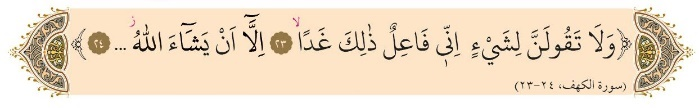 وَلَا تَقُولَنَّ لِشَيْءٍ اِنّ۪ي فَاعِلٌ ذٰلِكَ غَدًاۙ ﴿٢٣﴾ اِلَّٓا اَنْ يَشَٓاءَ اللّٰهُۘ ... ﴿٢٤﴾
(سورة الكهف، ٢٤-٢٣)